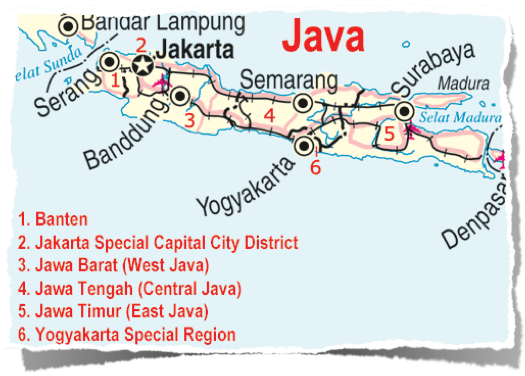 Bandar Lampung
Java
Selat Sunda
2
Jakarta
Surabaya
Serang
1
Semarang
Madura
Banddung
3
4
Selat Madura
5
Yogyakarta
6
Denpasa
1. Banten
2. Jakarta Special Capital City District
3. Jawa Barat (West Java)
4. Jawa Tengah (Central Java)
5. Jawa Timur (East Java)
6. Yogyakarta Special Region